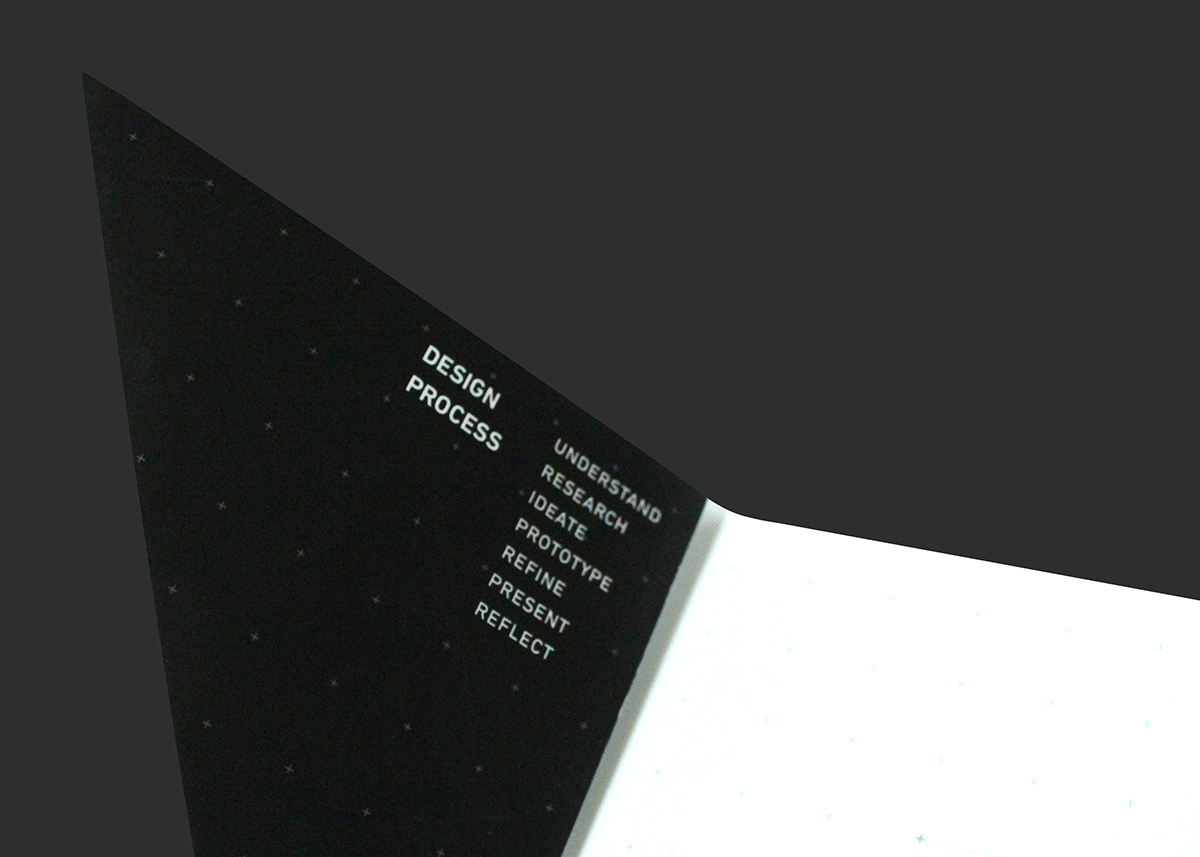 DESIGN
PROCESS
UNDERSTAND
RESEARCH
IDEATE
PROTOTYPE
REFINE
PRESENT
REFLECT